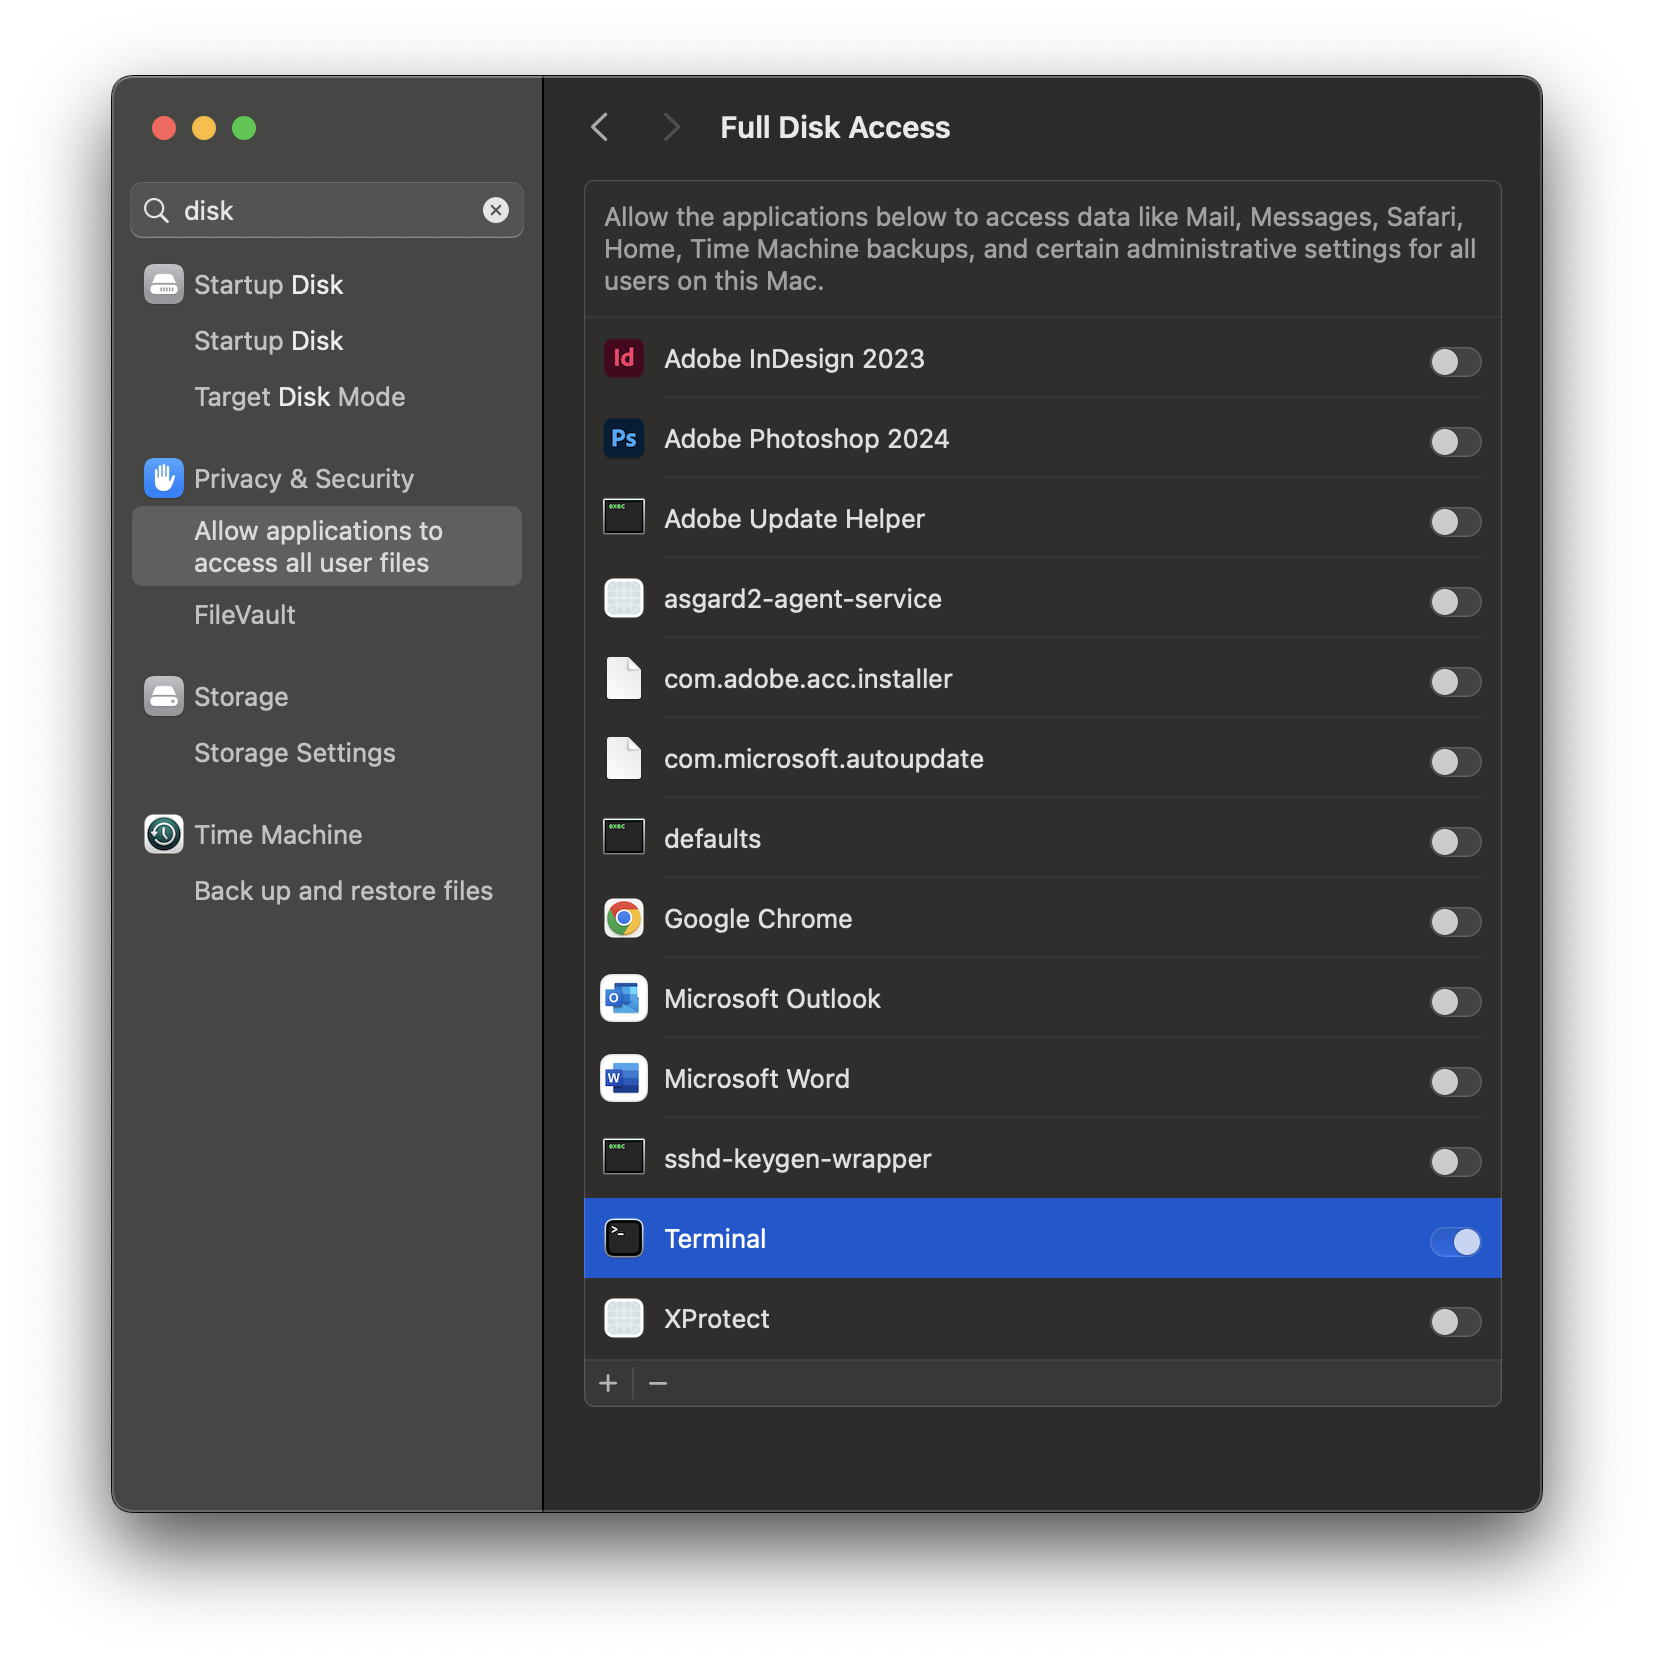 disk
Startup Disk
Startup Disk
Target Disk Mode
Privacy & Security
Allow applications to
access all user files
FileVault
Storage
Storage Settings
Time Machine
Back up and restore files
Full Disk Access
Allow the applications below to access data like Mail, Messages, Safari,
Home, Time Machine backups, and certain administrative settings for all
users on this Mac.
Id
Adobe InDesign 2023
Ps
Adobe Photoshop 2024
exec
Adobe Update Helper
asgard2-agent-service
com.adobe.acc.installer
com.microsoft.autoupdate
exec
defaults
Google Chrome
O
Microsoft Outlook
W
Microsoft Word
exec
sshd-keygen-wrapper
>_
Terminal
XProtect
+ −